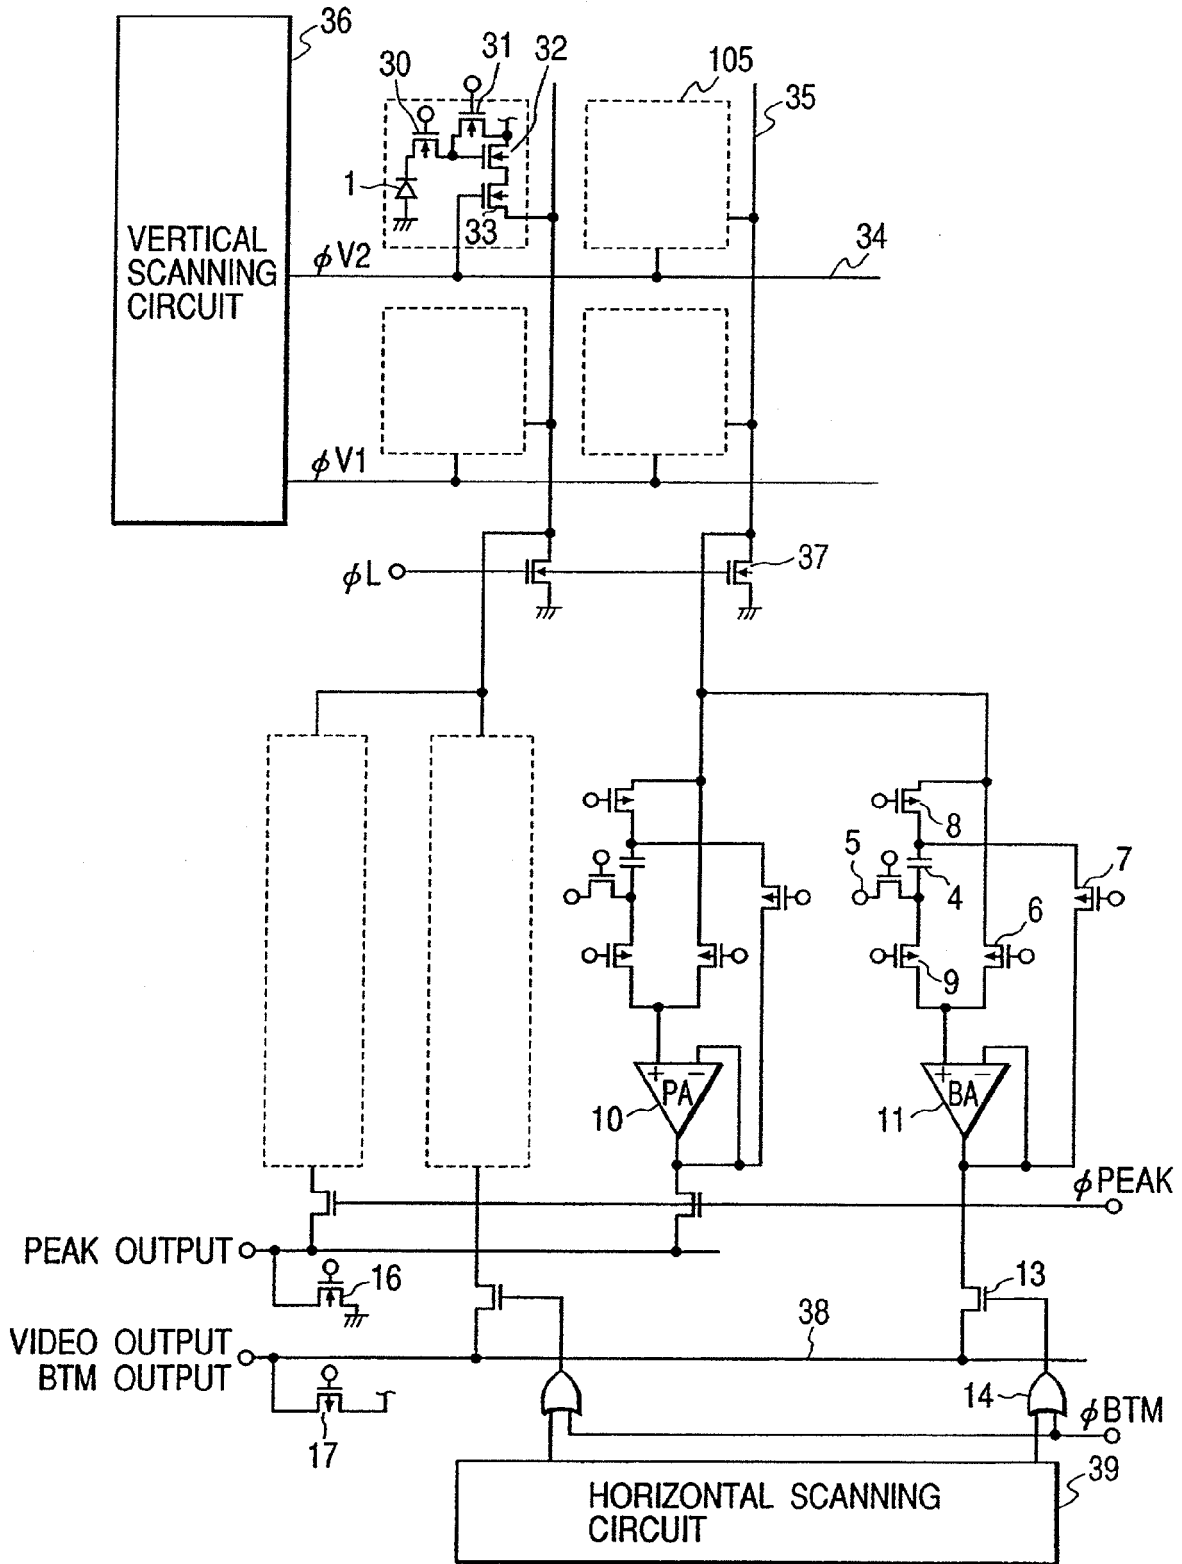 36
31
32
30
105
35
1
33
VERTICAL
SCANNING
CIRCUIT
ϕV2
34
ϕV1
ϕL
37
8
5
4
7
6
9
+ PA −
10
+ BA −
11
ϕPEAK
PEAK OUTPUT
16
13
VIDEO OUTPUT
BTM OUTPUT
38
17
14
ϕBTM
39
HORIZONTAL SCANNING
CIRCUIT